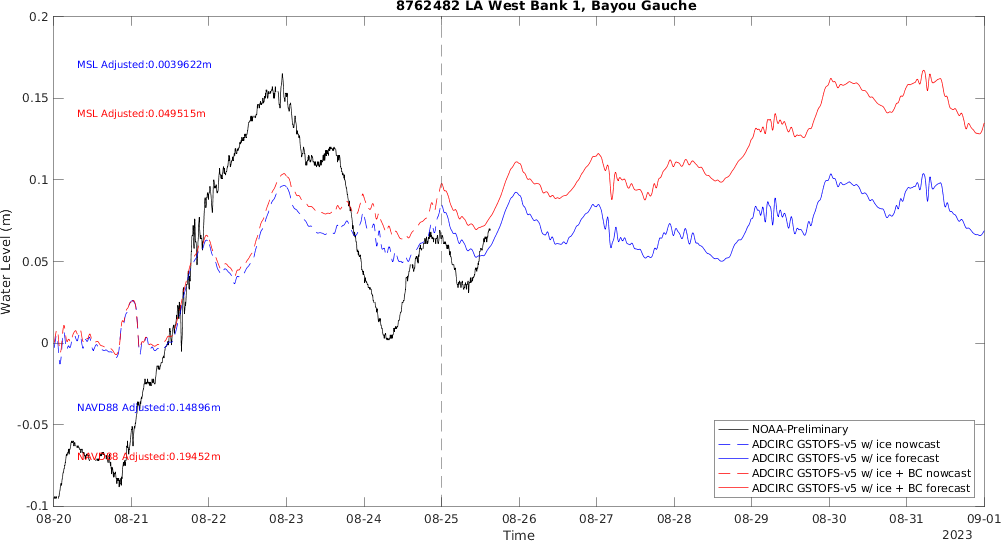 8762482 LA West Bank 1, Bayou Gauche
0.2
0.15
0.1
0.05
0
-0.05
-0.1
Water Level (m)
MSL Adjusted:0.0039622m
MSL Adjusted:0.049515m
NAVD88 Adjusted:0.14896m
NAVD88 Adjusted:0.19452m
NOAA-Preliminary
ADCIRC GSTOFS-v5 w/ ice nowcast
ADCIRC GSTOFS-v5 w/ ice forecast
ADCIRC GSTOFS-v5 w/ ice + BC nowcast
ADCIRC GSTOFS-v5 w/ ice + BC forecast
08-20 08-21 08-22 08-23 08-24 08-25 08-26 08-27 08-28 08-29 08-30 08-31 09-01
Time
2023